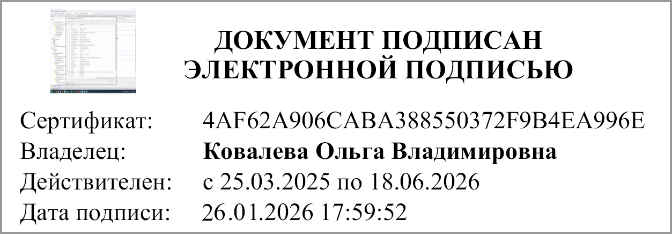 ДОКУМЕНТ ПОДПИСАН
ЭЛЕКТРОННОЙ ПОДПИСЬЮ
Сертификат: 4AF62A906CABA388550372F9B4EA996E
Владелец: Ковалева Ольга Владимировна
Действителен: с 25.03.2025 по 18.06.2026
Дата подписи: 26.01.2026 17:59:52